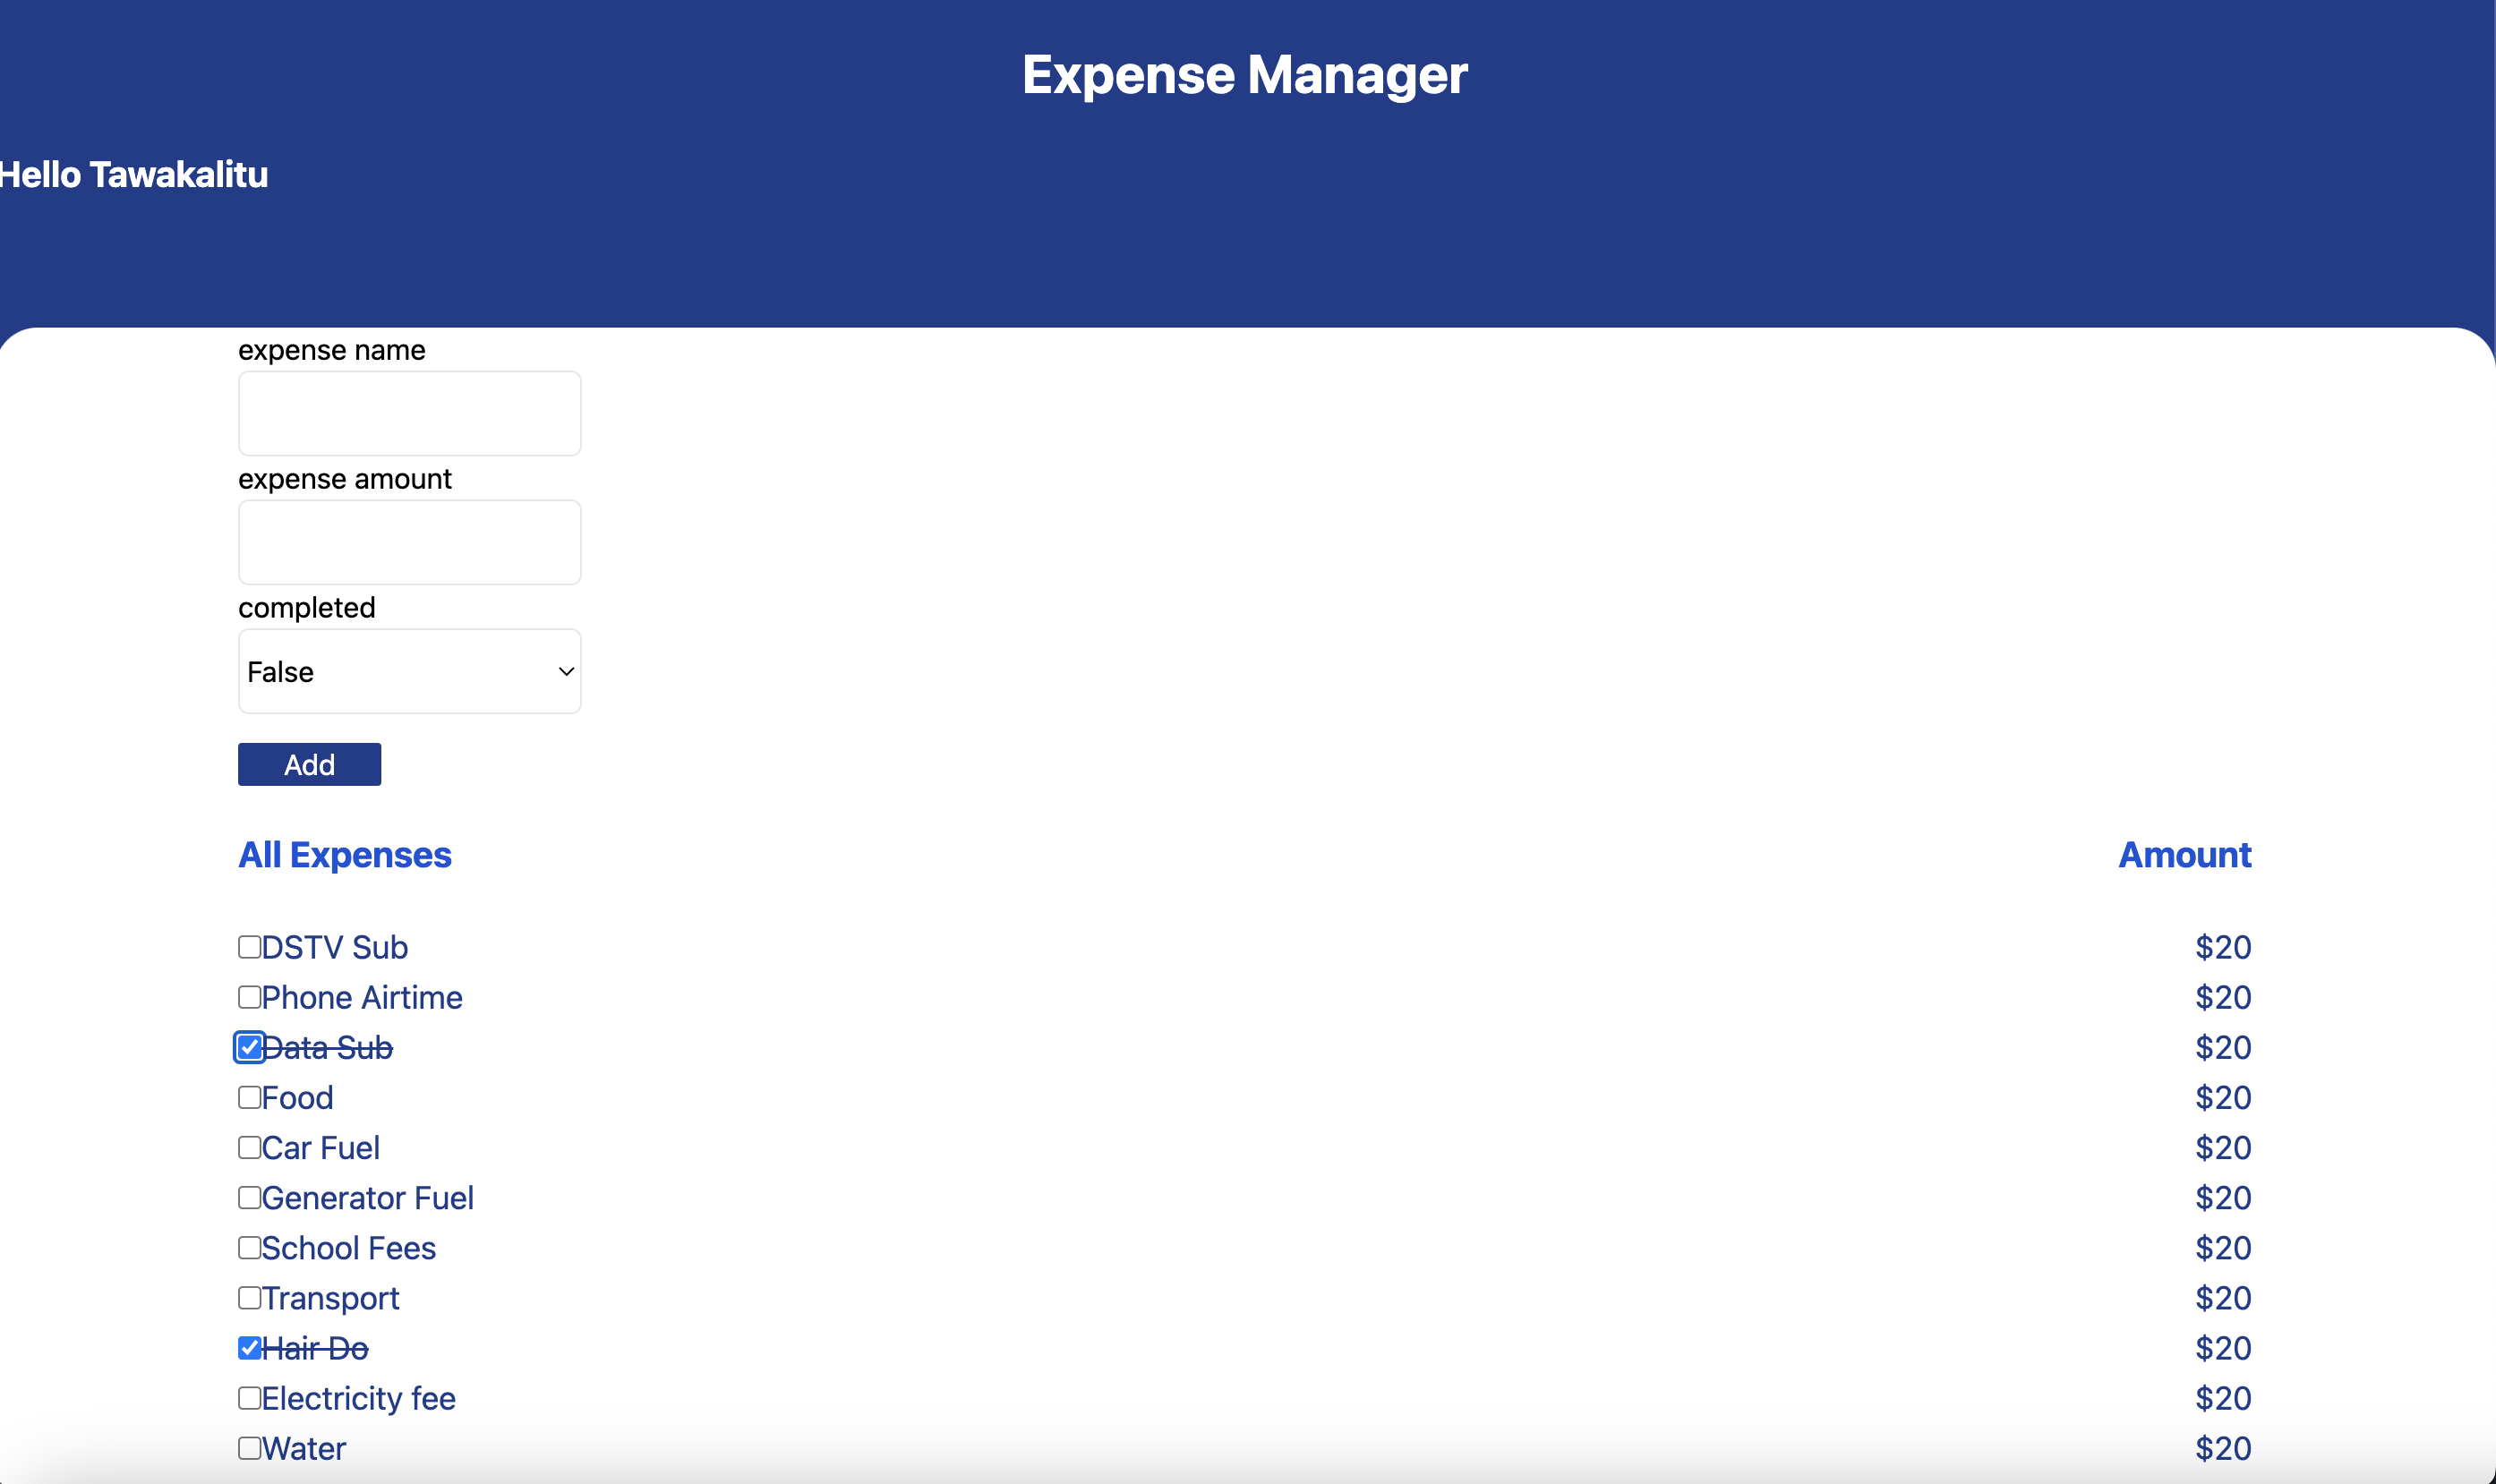 Expense Manager
Hello Tawakalitu
expense name
expense amount
completed
False
Add
All Expenses Amount
DSTV Sub $20
Phone Airtime $20
Data Sub $20
Food $20
Car Fuel $20
Generator Fuel $20
School Fees $20
Transport $20
Hair Do $20
Electricity fee $20
Water $20